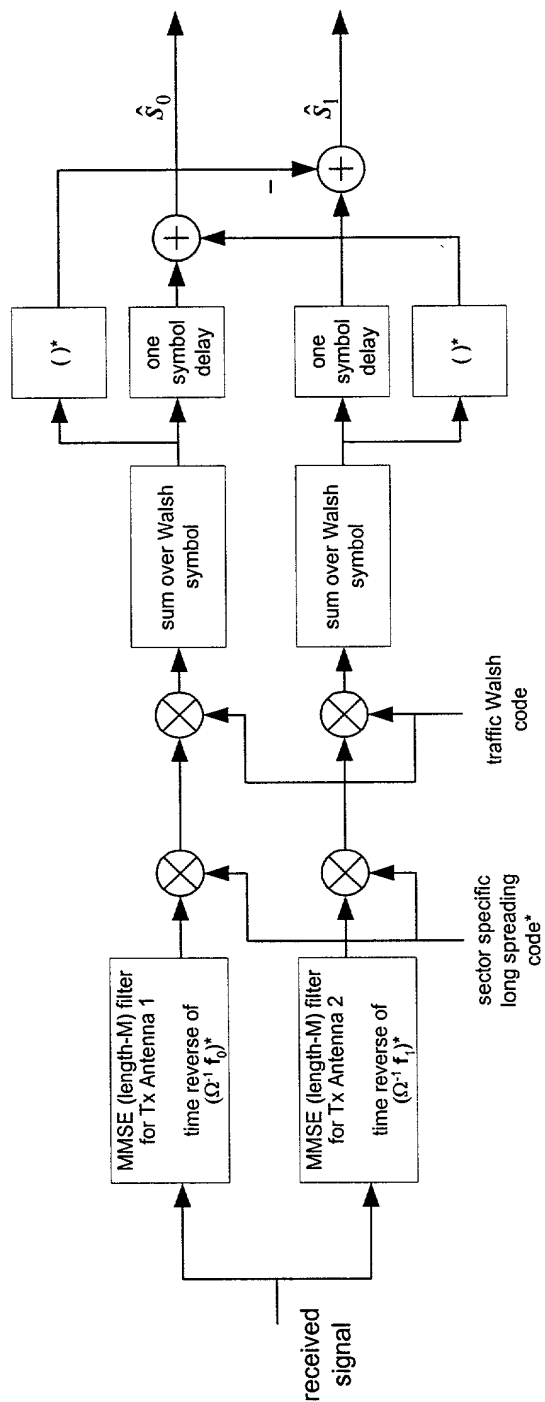 received
signal
MMSE (length-M) filter
for Tx Antenna 1
time reverse of
(Ω⁻¹ f₀)*
MMSE (length-M) filter
for Tx Antenna 2
time reverse of
(Ω⁻¹ f₁)*
sector specific
long spreading
code*
traffic Walsh
code
sum over Walsh
symbol
sum over Walsh
symbol
( )*
one
symbol
delay
one
symbol
delay
( )*
+
−
+
ŝ₀
ŝ₁